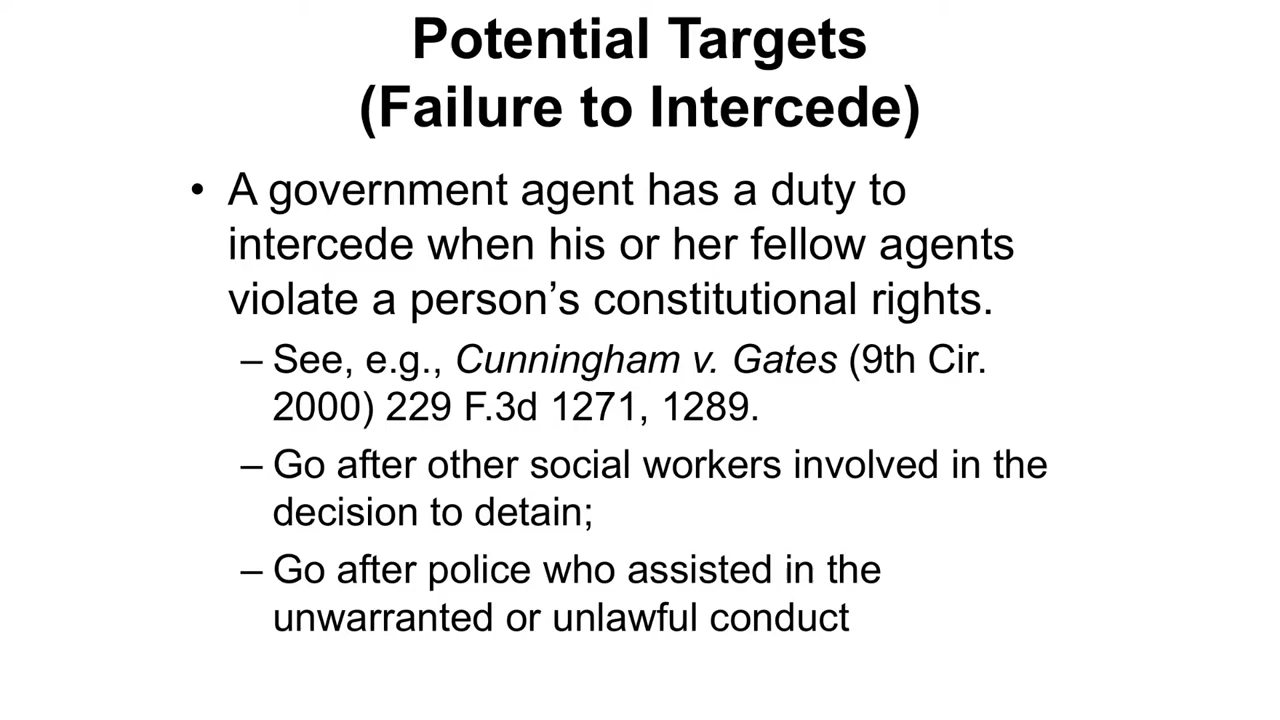 Potential Targets
(Failure to Intercede)
• A government agent has a duty to
intercede when his or her fellow agents
violate a person’s constitutional rights.
– See, e.g., Cunningham v. Gates (9th Cir.
2000) 229 F.3d 1271, 1289.
– Go after other social workers involved in the
decision to detain;
– Go after police who assisted in the
unwarranted or unlawful conduct